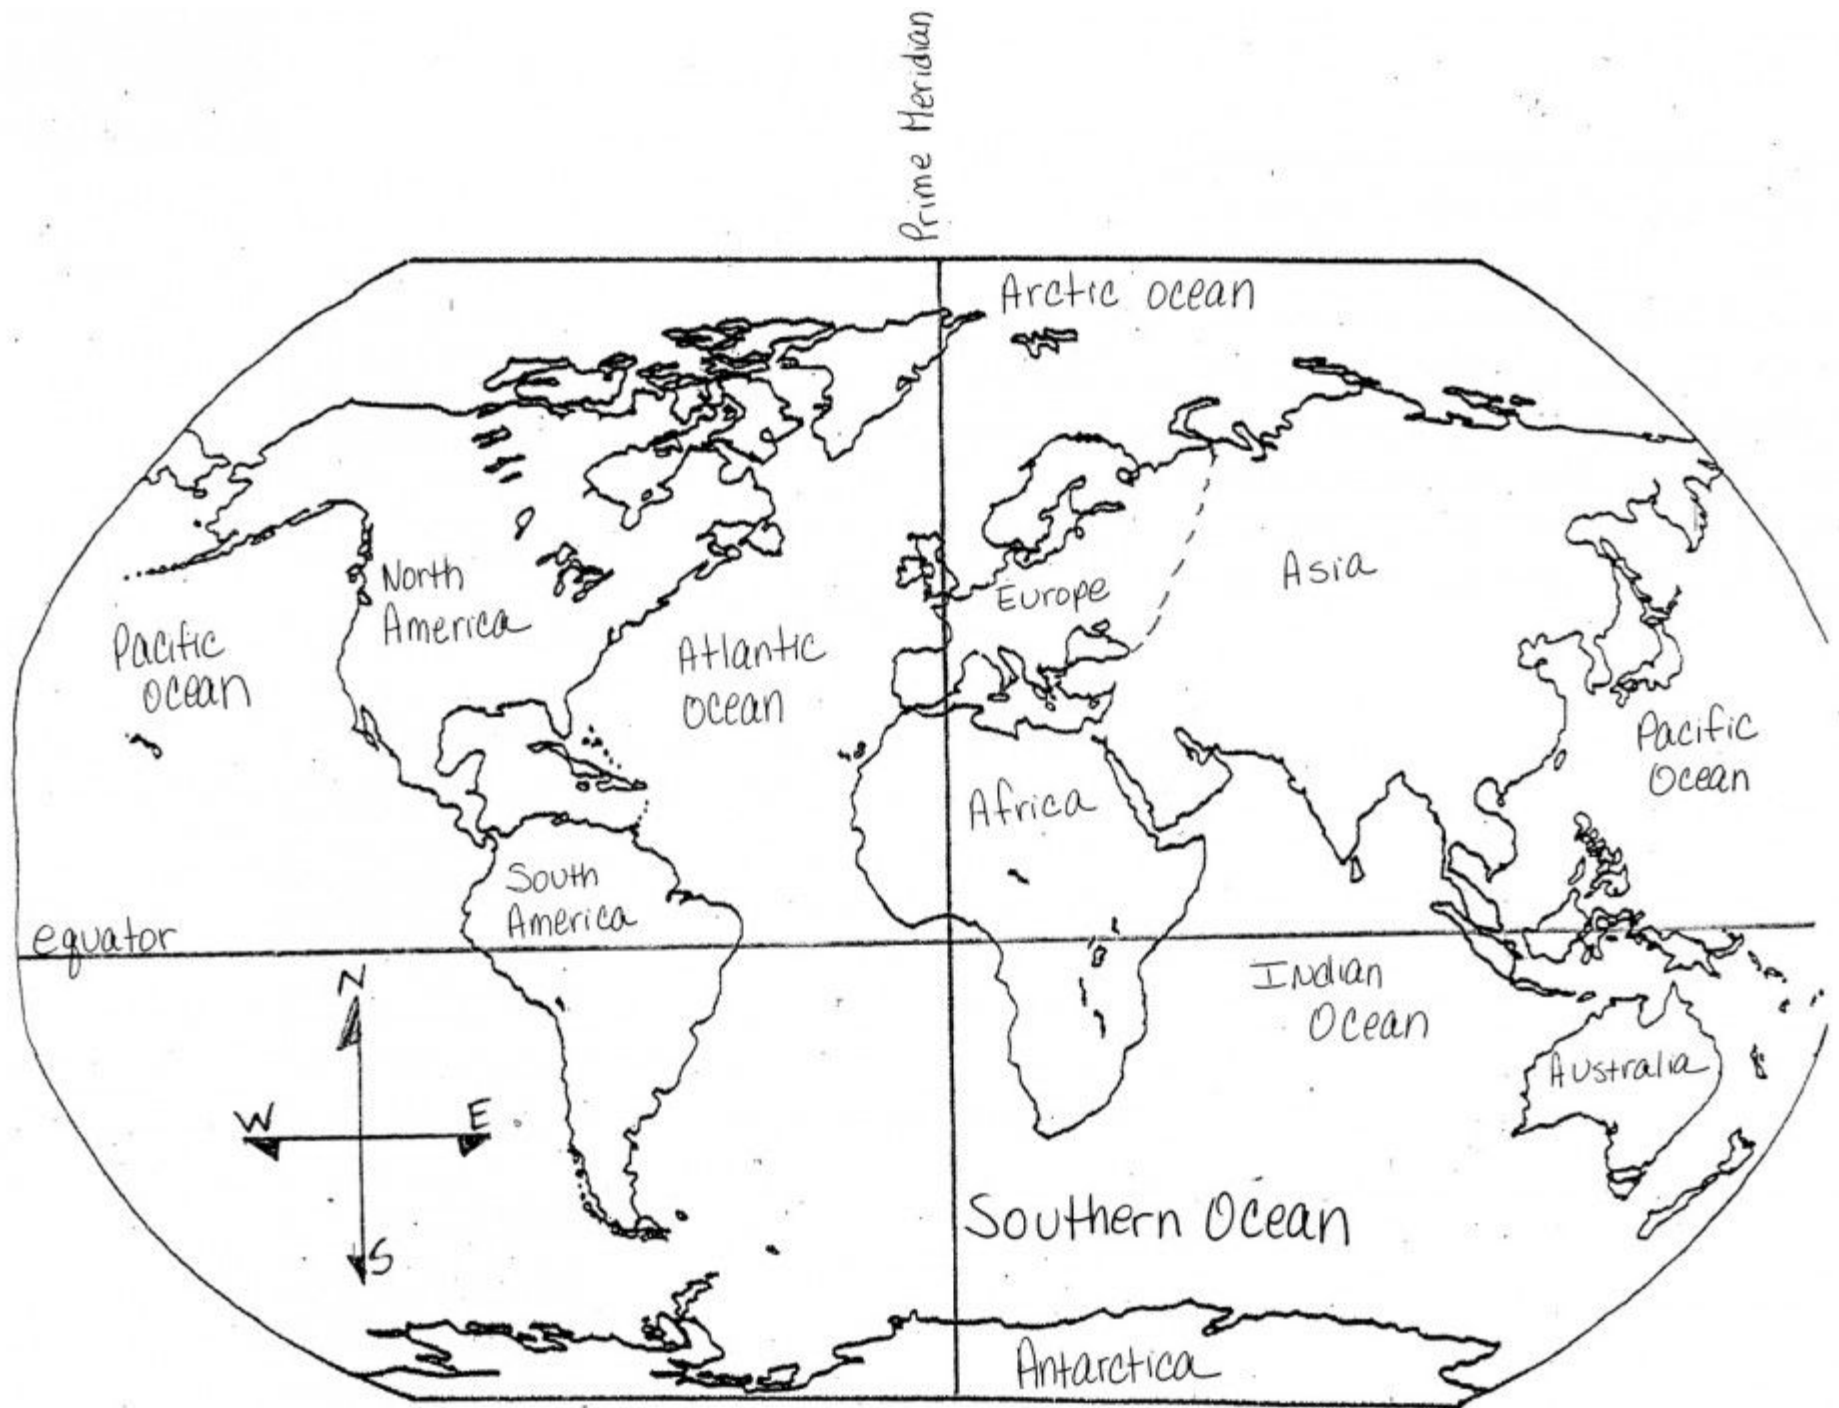 Prime Meridian
Arctic ocean
North
America
Europe
Asia
Pacific
Ocean
Atlantic
Ocean
Pacific
Ocean
Africa
South
America
equator
Indian
Ocean
N
W
E
S
Australia
Southern Ocean
Antarctica